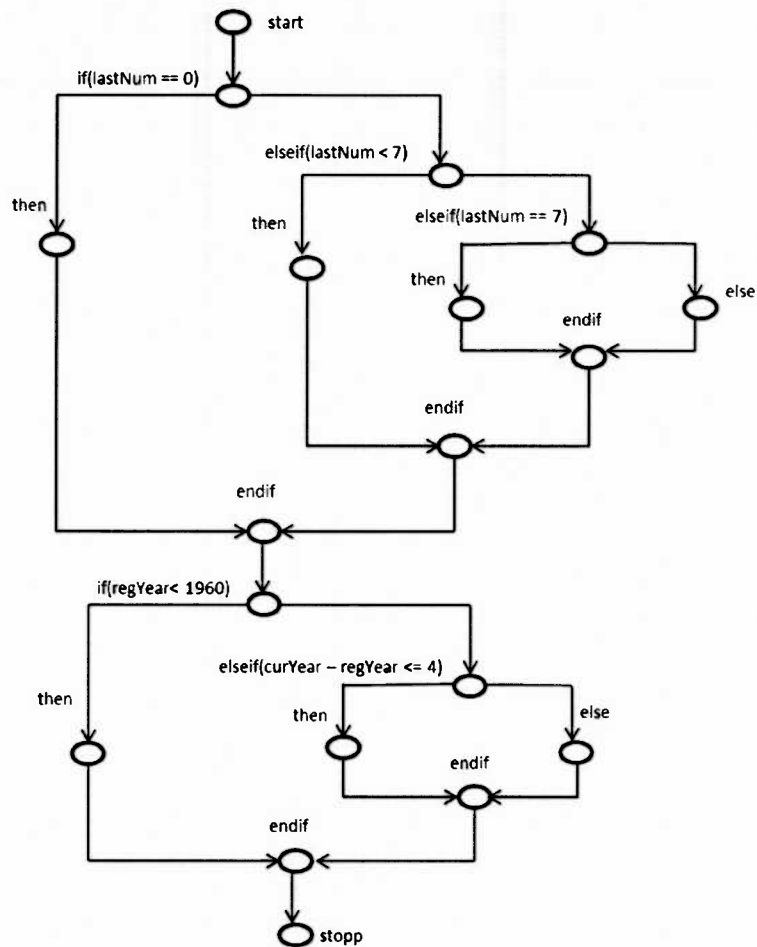 start
if(lastNum == 0)
elseif(lastNum < 7)
then
then
elseif(lastNum == 7)
then
else
endif
endif
endif
if(regYear< 1960)
elseif(curYear – regYear <= 4)
then
then
else
endif
endif
stopp